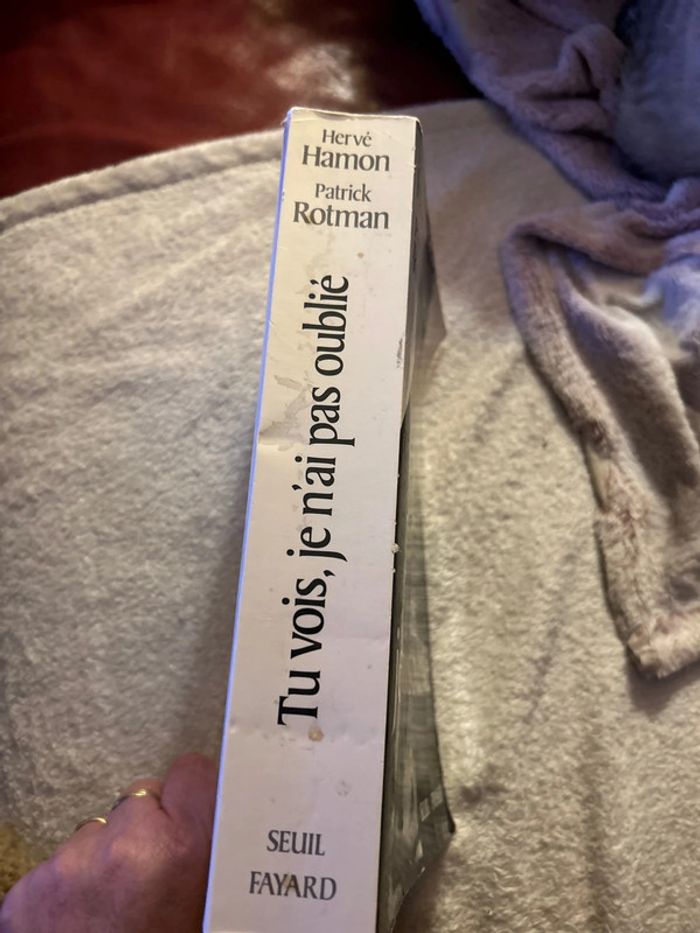 Hervé
Hamon
Patrick
Rotman
Tu vois, je n'ai pas oublié
SEUIL
FAYARD